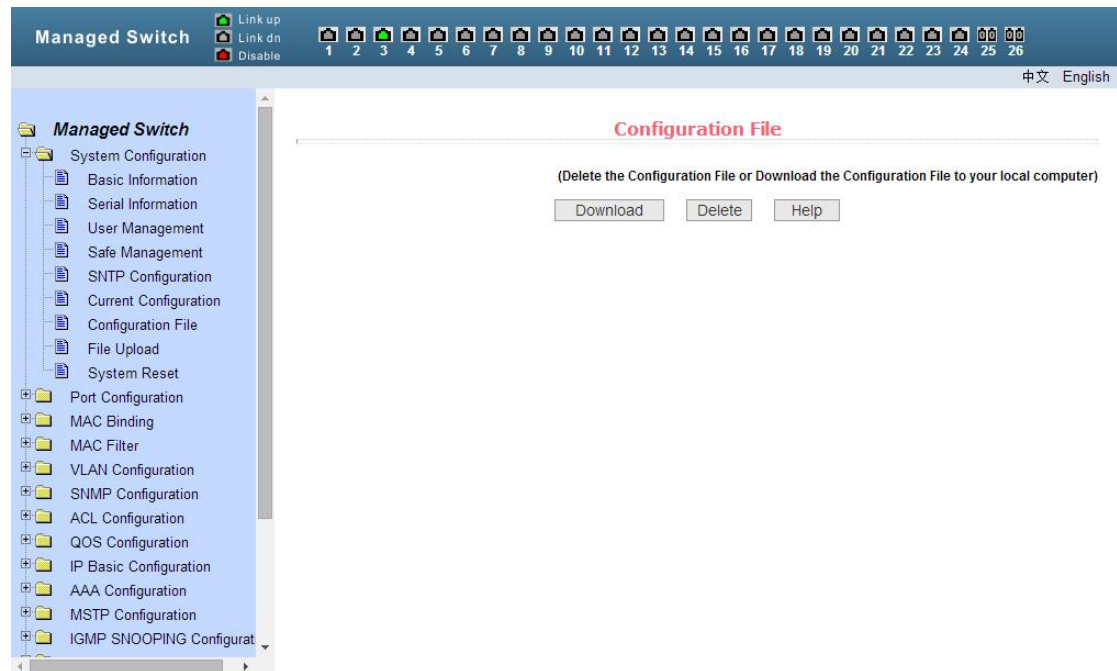 Managed Switch
Link up
Link dn
Disable
1 2 3 4 5 6 7 8 9 10 11 12 13 14 15 16 17 18 19 20 21 22 23 24 25 26
中文 English
Managed Switch
System Configuration
Basic Information
Serial Information
User Management
Safe Management
SNTP Configuration
Current Configuration
Configuration File
File Upload
System Reset
Port Configuration
MAC Binding
MAC Filter
VLAN Configuration
SNMP Configuration
ACL Configuration
QOS Configuration
IP Basic Configuration
AAA Configuration
MSTP Configuration
IGMP SNOOPING Configurat
Configuration File
(Delete the Configuration File or Download the Configuration File to your local computer)
Download Delete Help